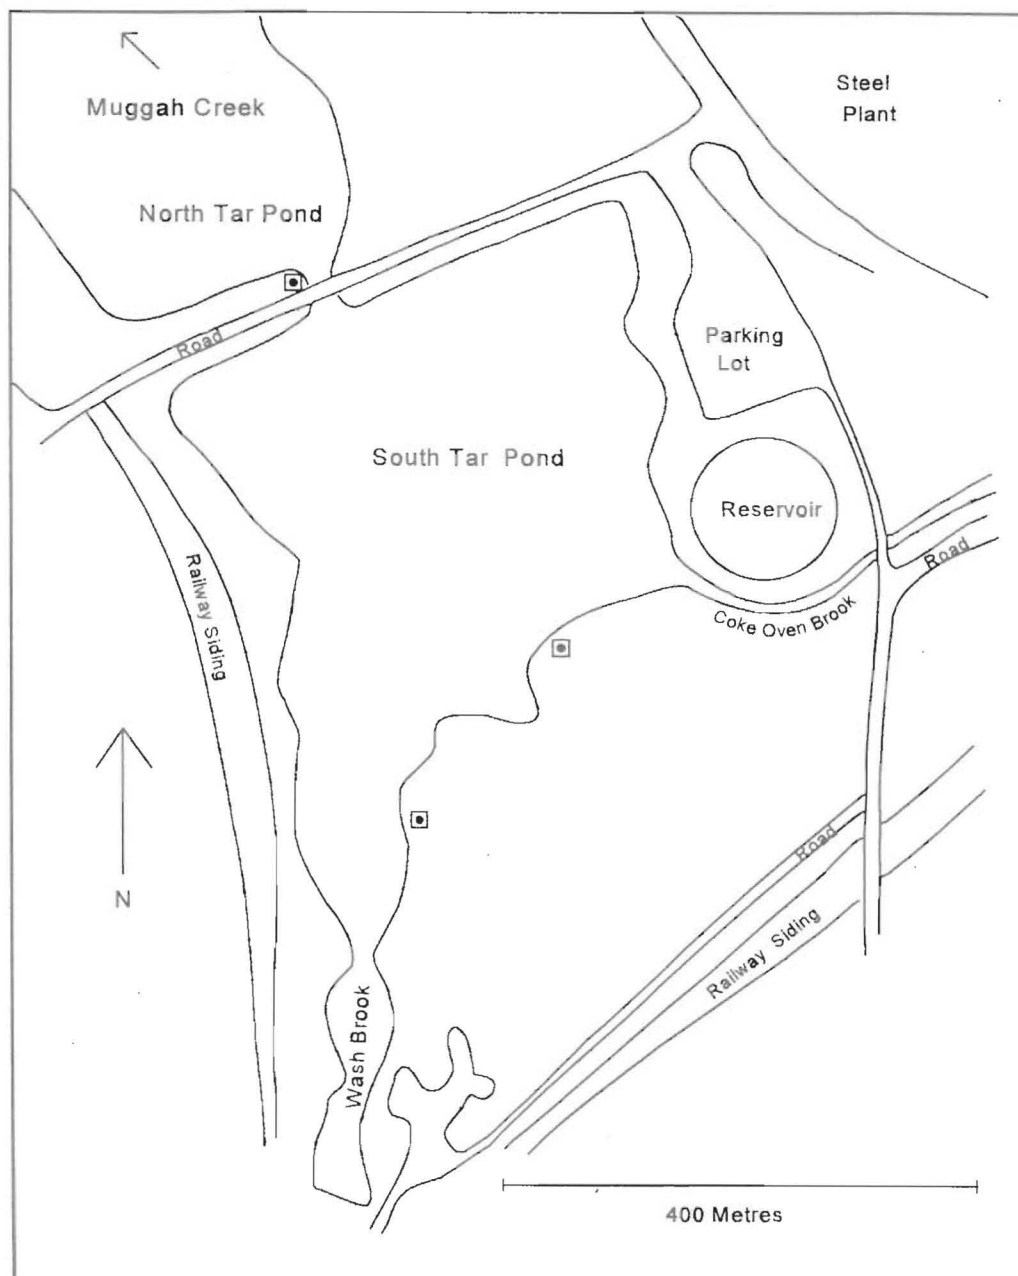 Steel
Plant
Muggah Creek
North Tar Pond
Road
Parking
Lot
South Tar Pond
Reservoir
Road
Railway Siding
Coke Oven Brook
N
Road
Railway Siding
Wash Brook
400 Metres